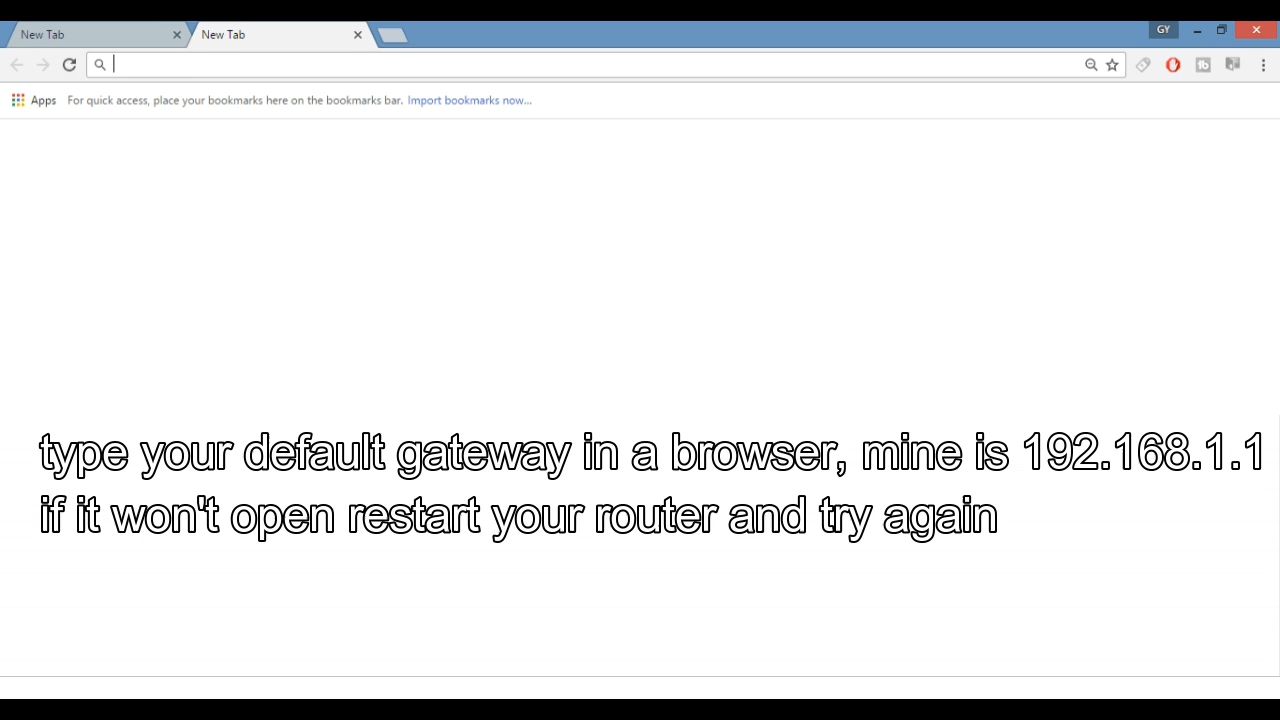 New Tab
New Tab
GY
Apps For quick access, place your bookmarks here on the bookmarks bar. Import bookmarks now...
type your default gateway in a browser, mine is 192.168.1.1
if it won't open restart your router and try again